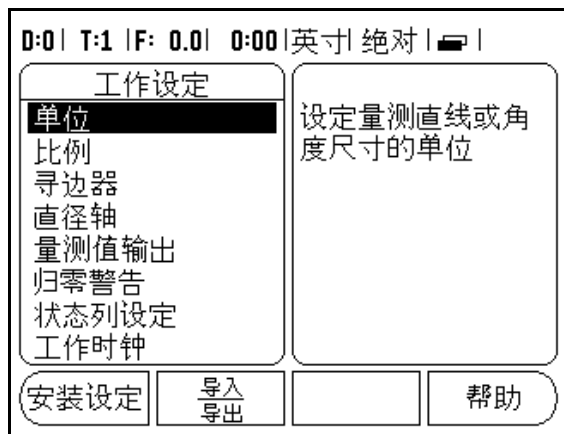 D:0 | T:1 | F: 0.0 | 0:00 | 英寸 | 绝对 |
工作设定
单位
比例
寻边器
直径轴
量测值输出
归零警告
状态列设定
工作时钟
设定量测直线或角
度尺寸的单位
安装设定
导入
导出
帮助